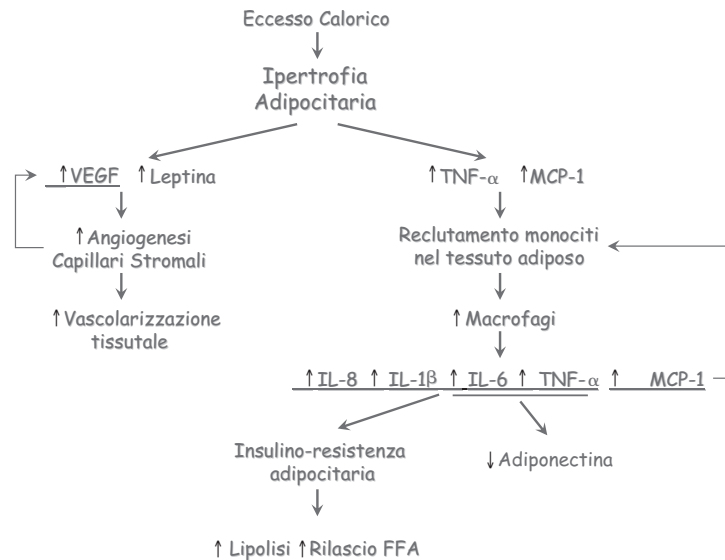 Eccesso Calorico
Ipertrofia
Adipocitaria
↑VEGF ↑Leptina
↑TNF-α ↑MCP-1
↑Angiogenesi
Capillari Stromali
Reclutamento monociti
nel tessuto adiposo
↑Vascolarizzazione
tissutale
↑Macrofagi
↑IL-8 ↑ IL-1β ↑ IL-6 ↑ TNF-α ↑ MCP-1
Insulino-resistenza
adipocitaria
↓Adiponectina
↑ Lipolisi ↑Rilascio FFA